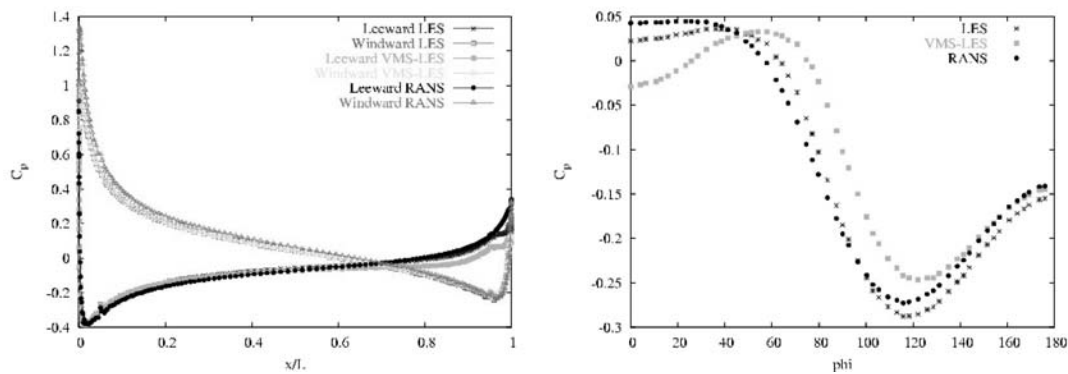 1.4
1.2
1
0.8
0.6
0.4
0.2
0
-0.2
-0.4
C_p
0
0.2
0.4
0.6
0.8
1
x/L
Leeward LES
Windward LES
Leeward VMS-LES
Windward VMS-LES
Leeward RANS
Windward RANS
0.05
0
-0.05
-0.1
-0.15
-0.2
-0.25
-0.3
C_p
0
20
40
60
80
100
120
140
160
180
phi
LES
VMS-LES
RANS